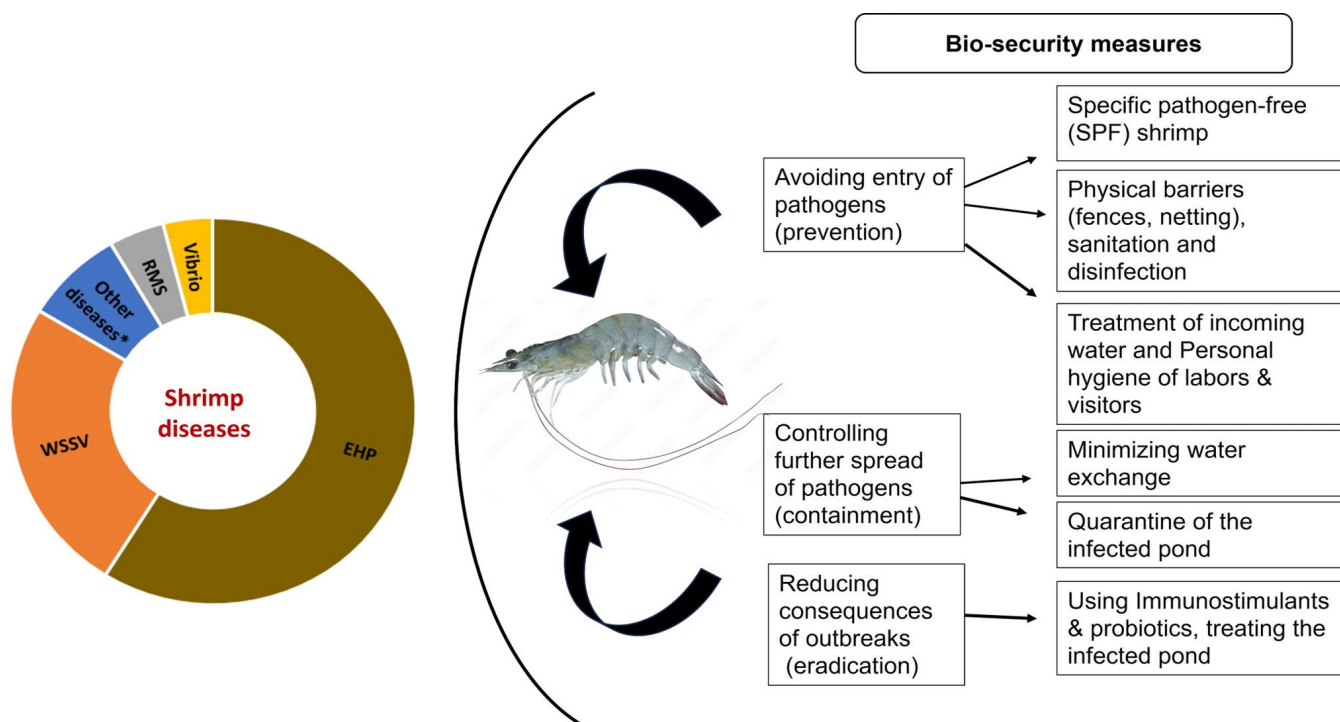 Bio-security measures
Shrimp
diseases
EHP
WSSV
Other
diseases*
RMS
Vibrio
Avoiding entry of
pathogens
(prevention)
Specific pathogen-free
(SPF) shrimp
Physical barriers
(fences, netting),
sanitation and
disinfection
Treatment of incoming
water and Personal
hygiene of labors &
visitors
Controlling
further spread
of pathogens
(containment)
Minimizing water
exchange
Quarantine of the
infected pond
Reducing
consequences
of outbreaks
(eradication)
Using Immunostimulants
& probiotics, treating the
infected pond